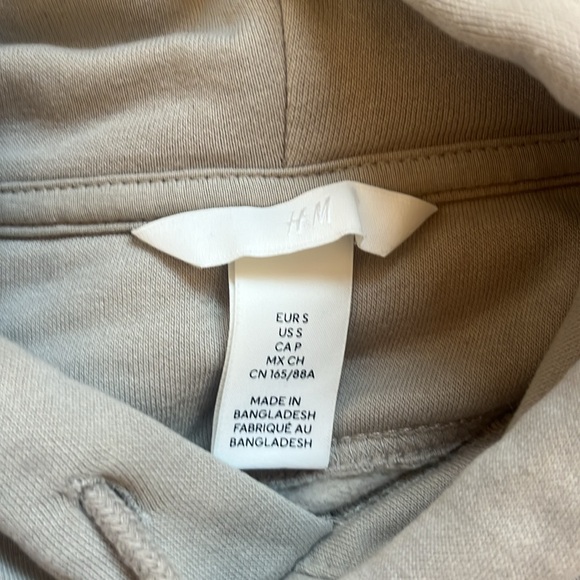 H&M
EUR S
US S
CA P
MX CH
CN 165/88A
MADE IN
BANGLADESH
FABRIQUÉ AU
BANGLADESH